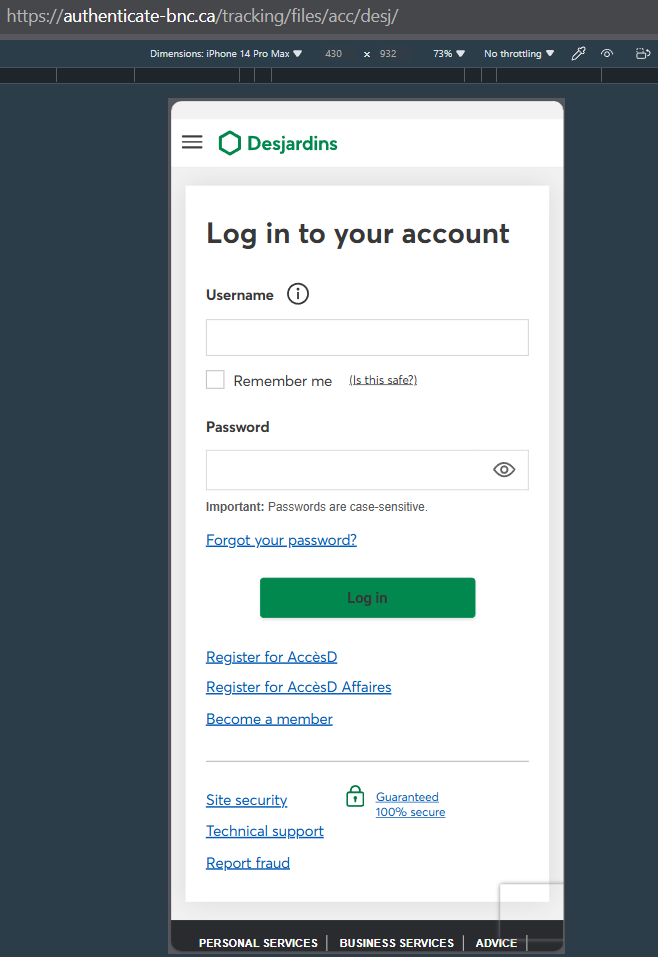 https://authenticate-bnc.ca/tracking/files/acc/desj/
Dimensions: iPhone 14 Pro Max ▼ 430 × 932 73% ▼ No throttling ▼
Desjardins
Log in to your account
Username
Remember me (Is this safe?)
Password
Important: Passwords are case-sensitive.
Forgot your password?
Log in
Register for AccèsD
Register for AccèsD Affaires
Become a member
Site security
Guaranteed
100% secure
Technical support
Report fraud
PERSONAL SERVICES | BUSINESS SERVICES | ADVICE |